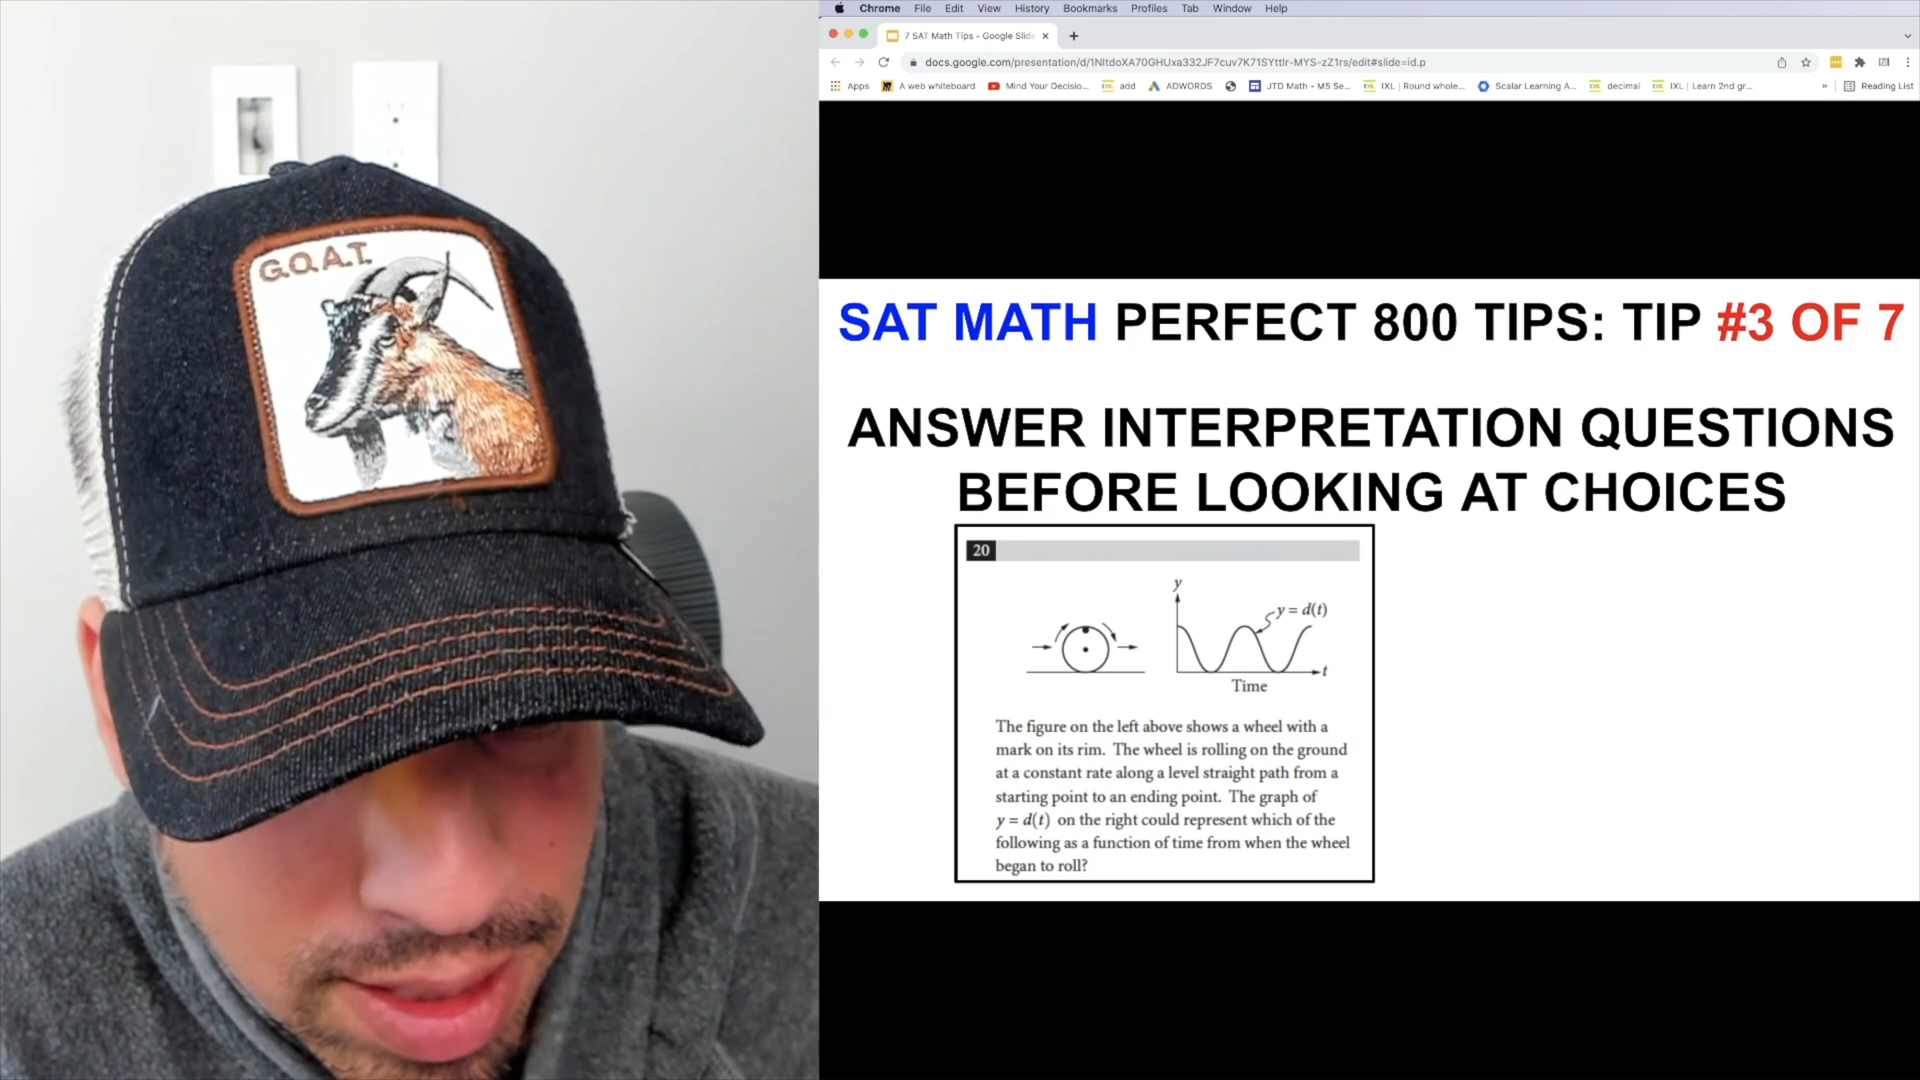 G.O.A.T.
Chrome File Edit View History Bookmarks Profiles Tab Window Help
7 SAT Math Tips - Google Slide
docs.google.com/presentation/d/1NItdoXA70GHUxa332JF7cuv7K71SYttlr-MYS-zZ1rs/edit#slide=id.p
Apps A web whiteboard Mind Your Decisio... add ADWORDS JTD Math - M5 Se... IXL | Round whole... Scalar Learning A... decimal IXL | Learn 2nd gr... » Reading List
SAT MATH PERFECT 800 TIPS: TIP #3 OF 7
ANSWER INTERPRETATION QUESTIONS
BEFORE LOOKING AT CHOICES
20
y
y = d(t)
t
Time
The figure on the left above shows a wheel with a
mark on its rim. The wheel is rolling on the ground
at a constant rate along a level straight path from a
starting point to an ending point. The graph of
y = d(t) on the right could represent which of the
following as a function of time from when the wheel
began to roll?